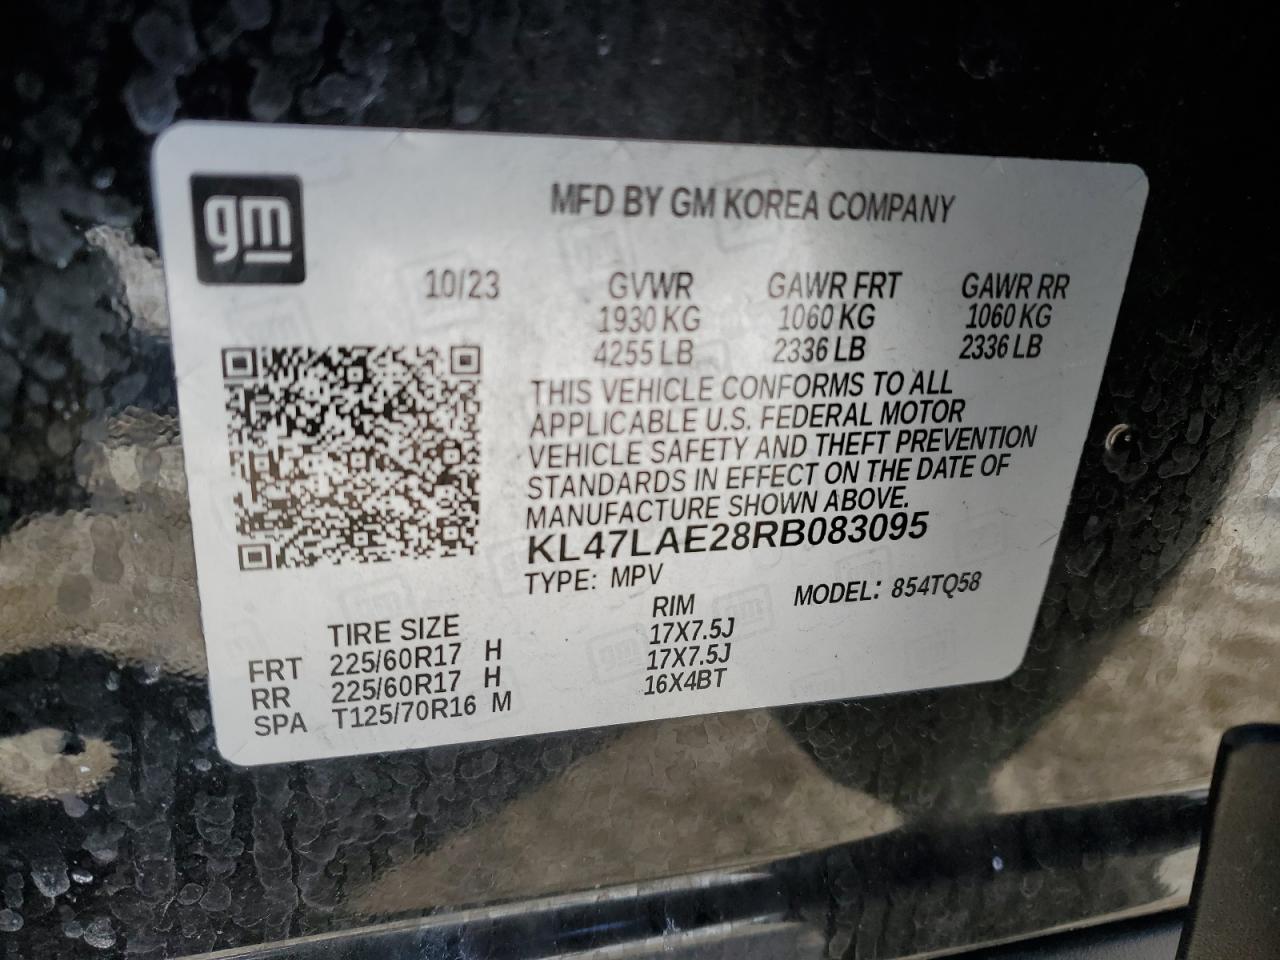 gm
MFD BY GM KOREA COMPANY
10/23 GVWR GAWR FRT GAWR RR
1930 KG 1060 KG 1060 KG
4255 LB 2336 LB 2336 LB
THIS VEHICLE CONFORMS TO ALL
APPLICABLE U.S. FEDERAL MOTOR
VEHICLE SAFETY AND THEFT PREVENTION
STANDARDS IN EFFECT ON THE DATE OF
MANUFACTURE SHOWN ABOVE.
KL47LAE28RB083095
TYPE: MPV MODEL: 854TQ58
TIRE SIZE RIM
FRT 225/60R17 H 17X7.5J
RR 225/60R17 H 17X7.5J
SPA T125/70R16 M 16X4BT